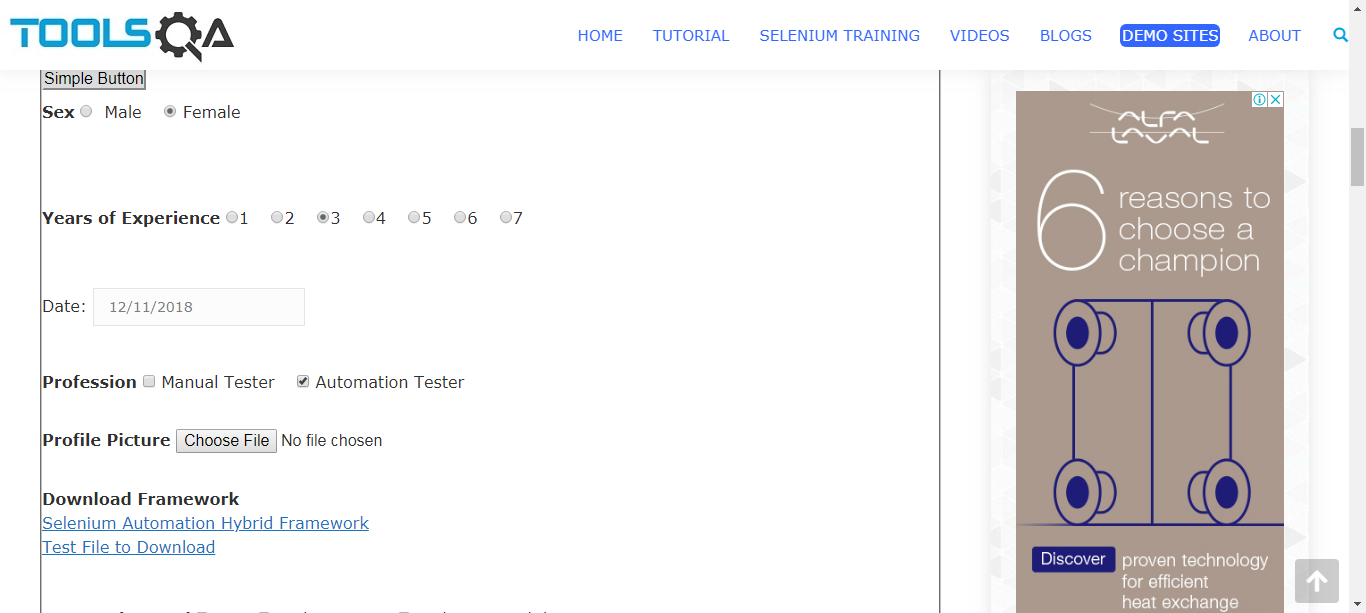 TOOLSQA
HOME TUTORIAL SELENIUM TRAINING VIDEOS BLOGS DEMO SITES ABOUT
Simple Button
Sex Male Female
Years of Experience 1 2 3 4 5 6 7
Date: 12/11/2018
Profession Manual Tester Automation Tester
Profile Picture Choose File No file chosen
Download Framework
Selenium Automation Hybrid Framework
Test File to Download
ALFA
LAVAL
6 reasons to
choose a
champion
Discover proven technology
for efficient
heat exchange